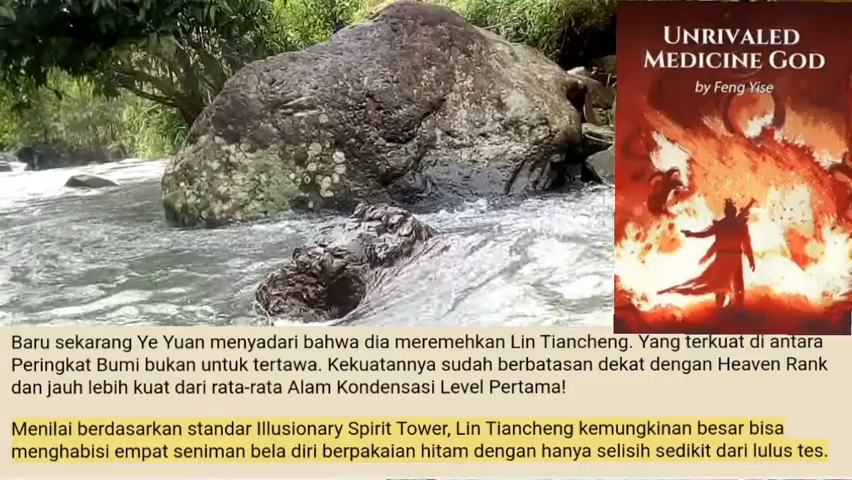 UNRIVALED
MEDICINE GOD
by Feng Yise
Baru sekarang Ye Yuan menyadari bahwa dia meremehkan Lin Tiancheng. Yang terkuat di antara
Peringkat Bumi bukan untuk tertawa. Kekuatannya sudah berbatasan dekat dengan Heaven Rank
dan jauh lebih kuat dari rata-rata Alam Kondensasi Level Pertama!
Menilai berdasarkan standar Illusionary Spirit Tower, Lin Tiancheng kemungkinan besar bisa
menghabisi empat seniman bela diri berpakaian hitam dengan hanya selisih sedikit dari lulus tes.